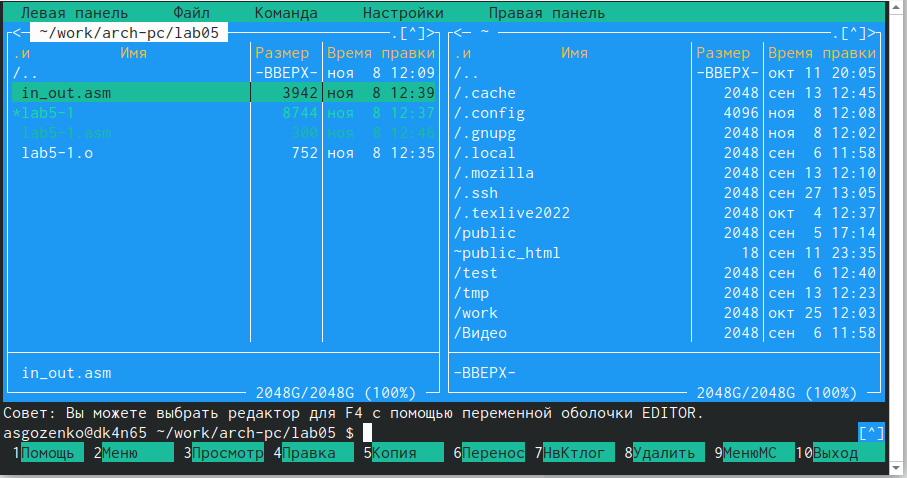 Левая панель Файл Команда Настройки Правая панель
<- ~/work/arch-pc/lab05 .[^]> <- ~ .[^]>
.и Имя Размер Время правки .и Имя Размер Время правки
/.. -ВВЕРХ- ноя 8 12:09 /.. -ВВЕРХ- окт 11 20:05
in_out.asm 3942 ноя 8 12:39 /.cache 2048 сен 13 12:45
*lab5-1 8744 ноя 8 12:37 /.config 4096 ноя 8 12:08
lab5-1.asm 300 ноя 8 12:46 /.gnupg 2048 ноя 8 12:02
lab5-1.o 752 ноя 8 12:35 /.local 2048 сен 6 11:58
/.mozilla 2048 сен 13 12:10
/.ssh 2048 сен 27 13:05
/.texlive2022 2048 окт 4 12:37
/public 2048 сен 5 17:14
~public_html 18 сен 11 23:35
/test 2048 сен 6 12:40
/tmp 2048 сен 13 12:23
/work 2048 окт 25 12:03
/Видео 2048 сен 6 11:58
in_out.asm -ВВЕРХ-
2048G/2048G (100%) 2048G/2048G (100%)
Совет: Вы можете выбрать редактор для F4 с помощью переменной оболочки EDITOR.
asgozenko@dk4n65 ~/work/arch-pc/lab05 $ [^]
1Помощь 2Меню 3Просмотр 4Правка 5Копия 6Перенос 7НвКтлог 8Удалить 9МенюМС 10Выход